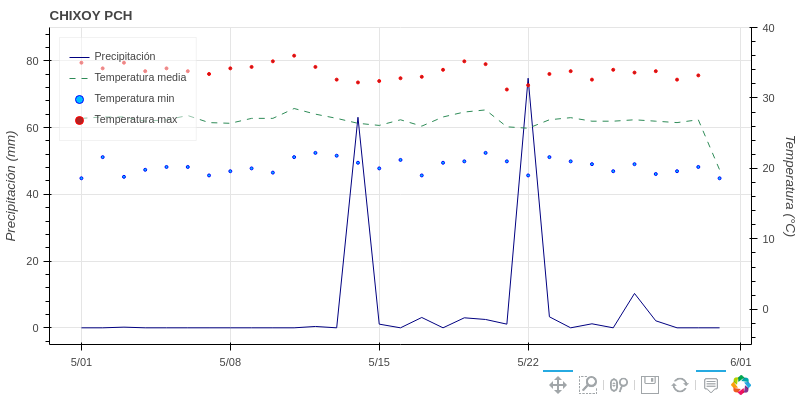 CHIXOY PCH
Precipitación
Temperatura media
Temperatura min
Temperatura max
Precipitación (mm)
80
60
40
20
0
40
30
20
10
0
Temperatura (°C)
5/01
5/08
5/15
5/22
6/01